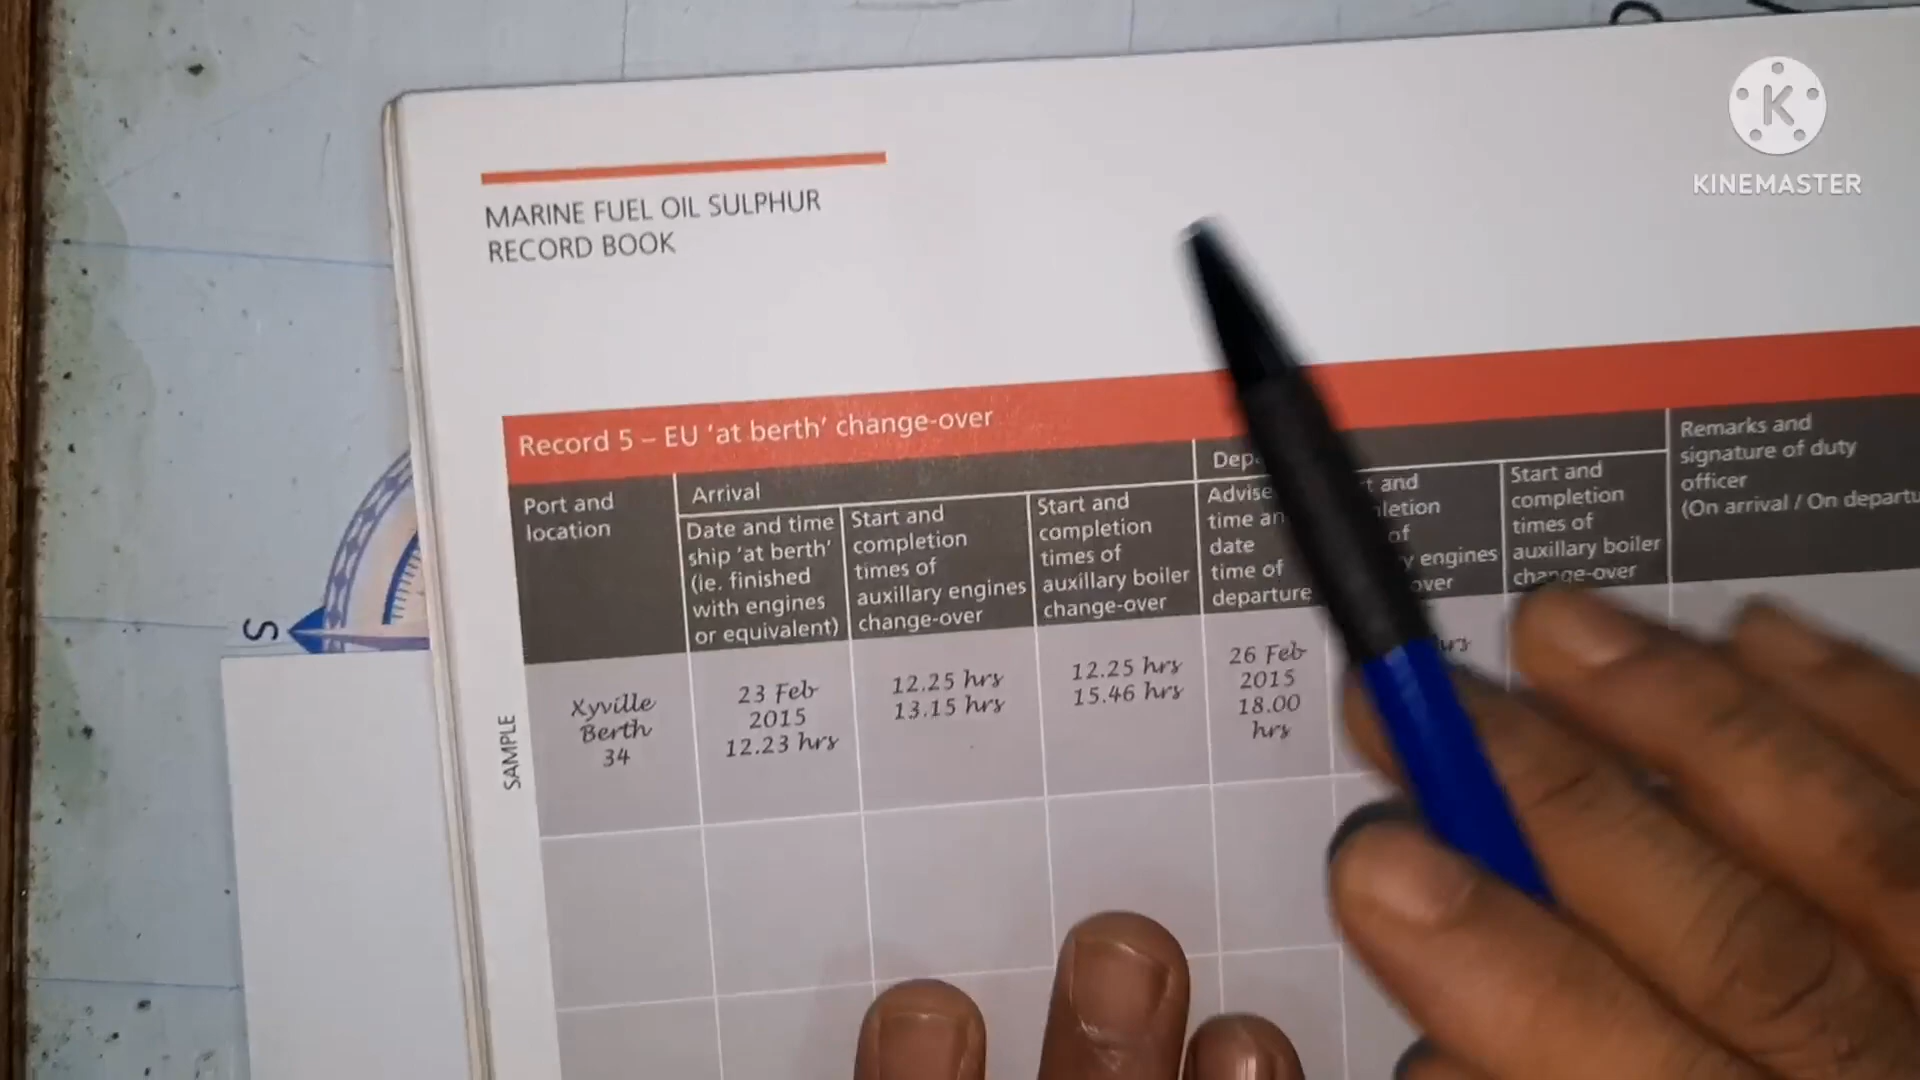 K
KINEMASTER
MARINE FUEL OIL SULPHUR
RECORD BOOK
Record 5 – EU 'at berth' change-over
Port and
location
Arrival
Date and time
ship 'at berth'
(ie. finished
with engines
or equivalent)
Start and
completion
times of
auxillary engines
change-over
Start and
completion
times of
auxillary boiler
change-over
Advise
time
date
time of
departure
and
of
engines
Start and
completion
times of
auxillary boiler
change-over
Remarks and
signature of duty
officer
(On arrival / On
SAMPLE
Xyville
Berth
34
23 Feb
2015
12.23 hrs
12.25 hrs
13.15 hrs
12.25 hrs
15.46 hrs
26 Feb
2015
18.00
hrs
S